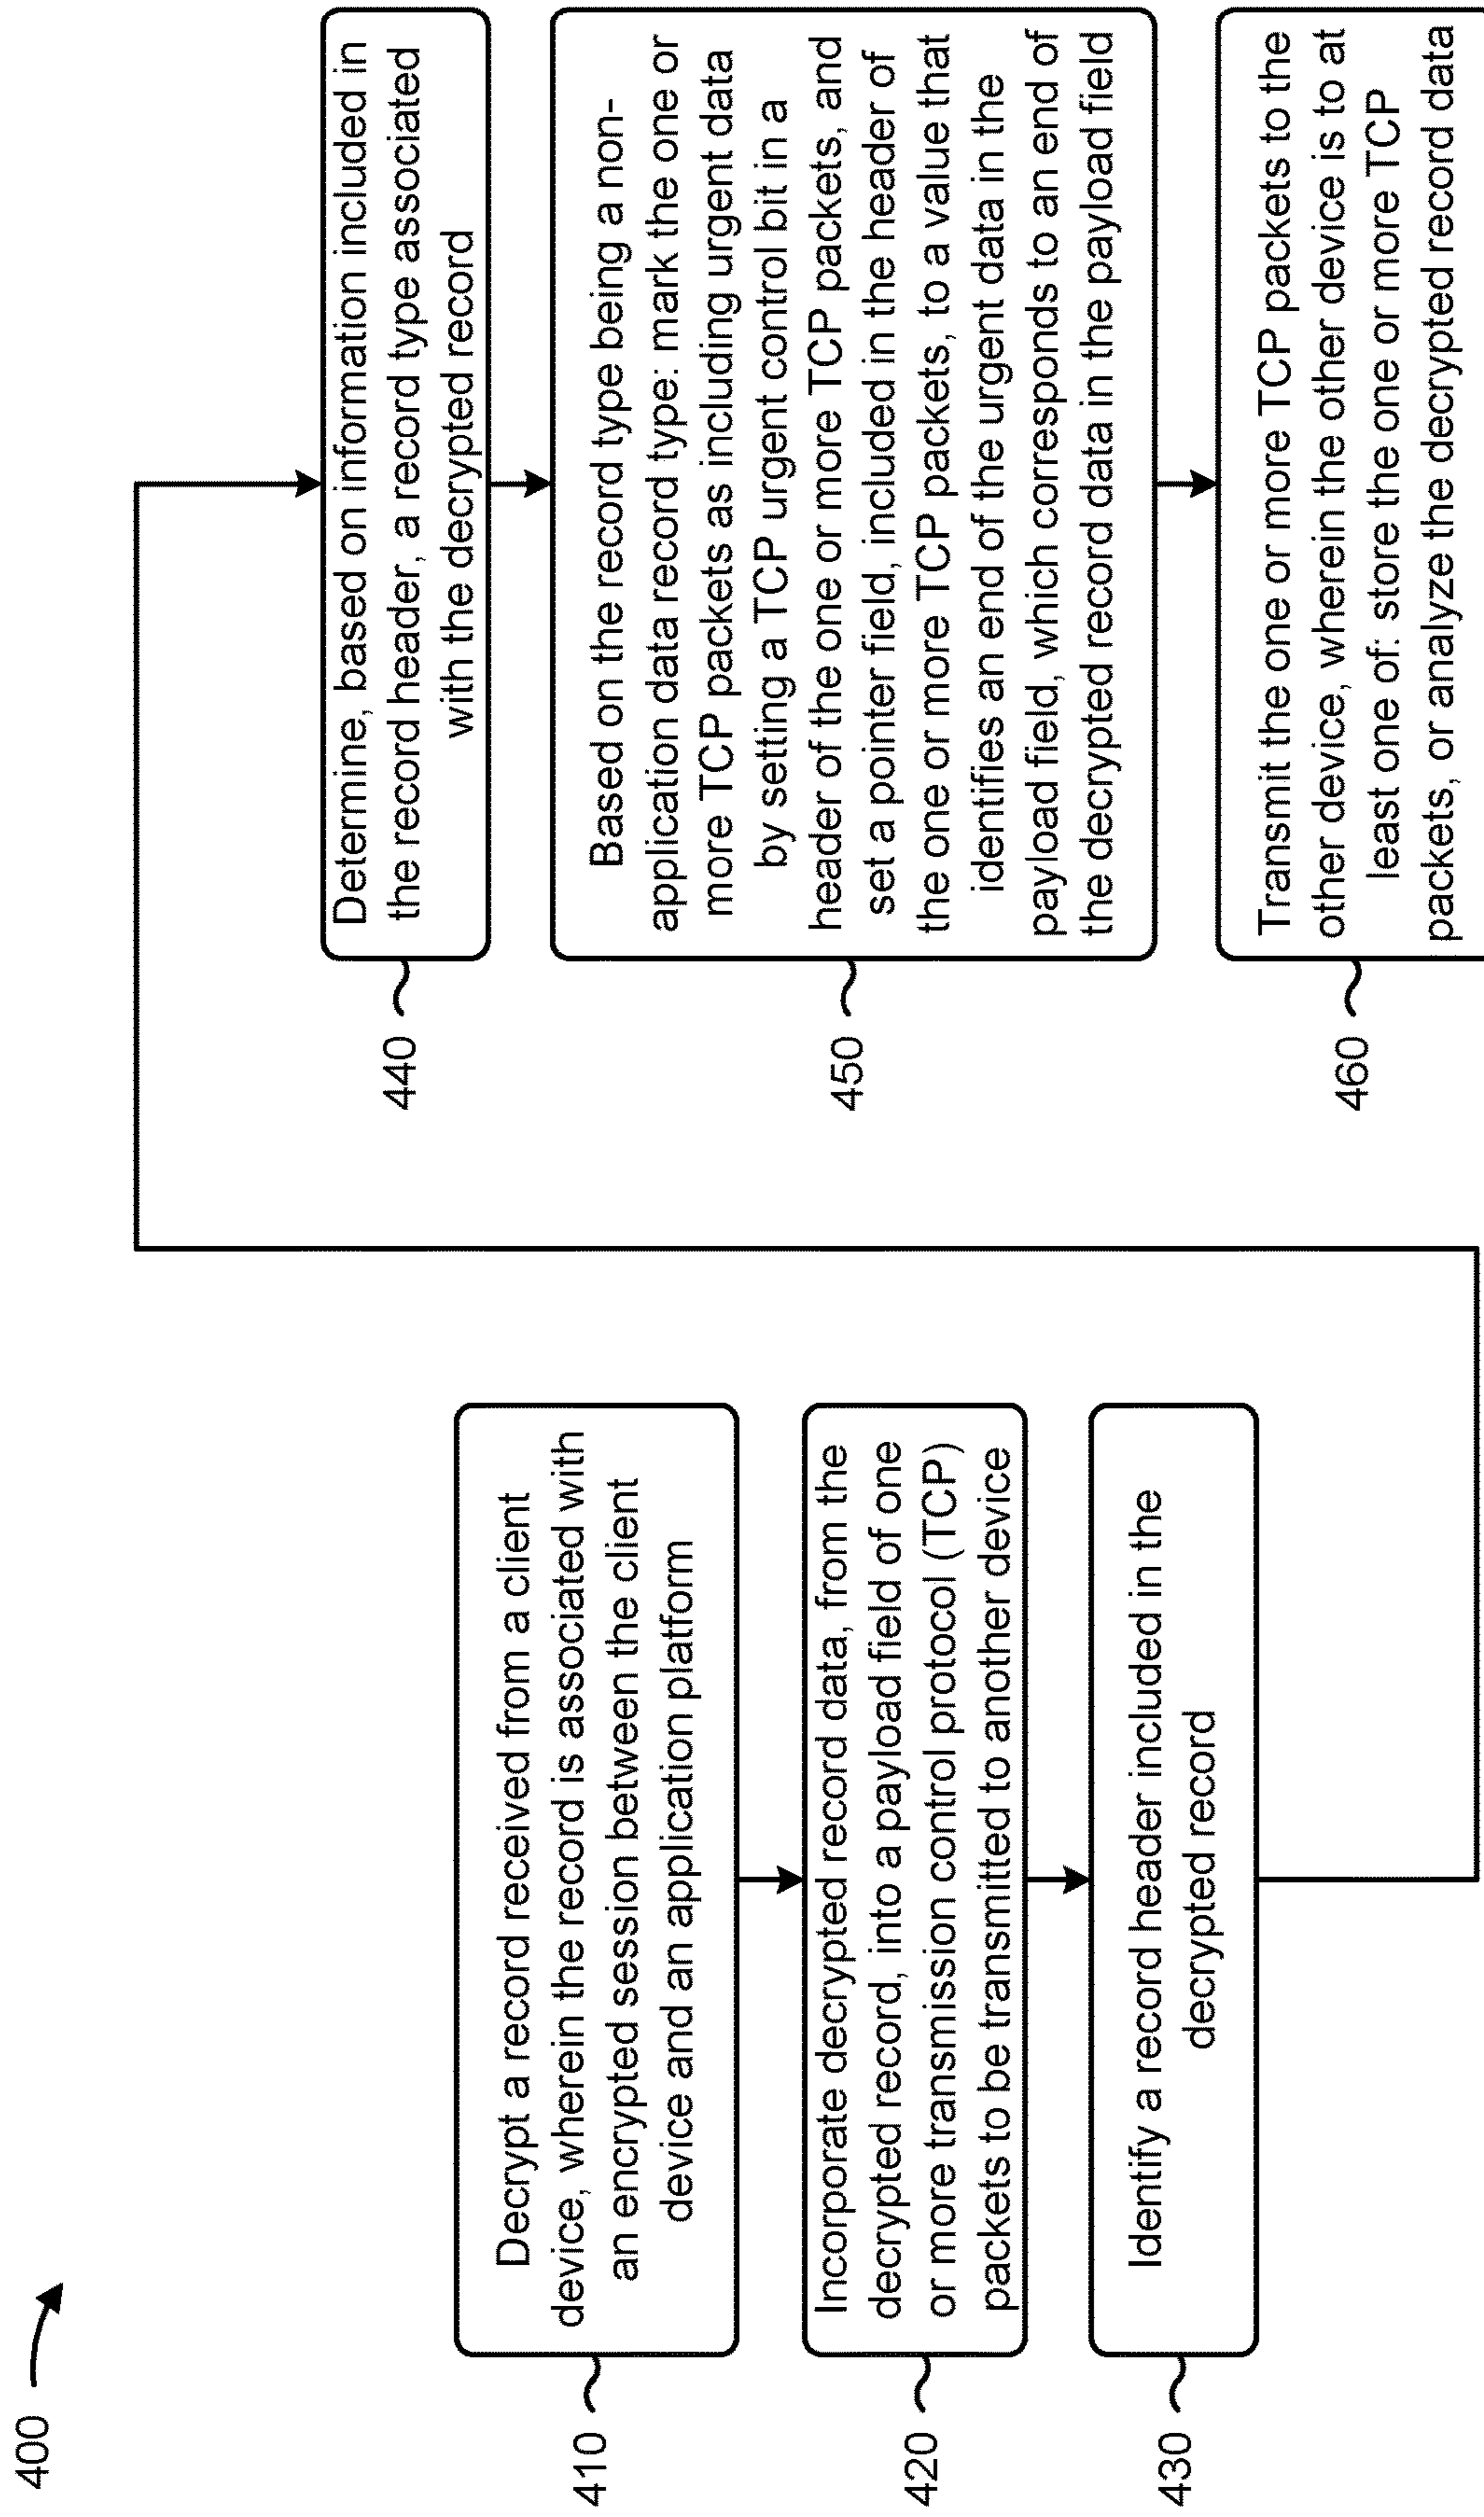 400
410
Decrypt a record received from a client
device, wherein the record is associated with
an encrypted session between the client
device and an application platform
420
Incorporate decrypted record data, from the
decrypted record, into a payload field of one
or more transmission control protocol (TCP)
packets to be transmitted to another device
430
Identify a record header included in the
decrypted record
440
Determine, based on information included in
the record header, a record type associated
with the decrypted record
450
Based on the record type being a non-
application data record type: mark the one or
more TCP packets as including urgent data
by setting a TCP urgent control bit in a
header of the one or more TCP packets, and
set a pointer field, included in the header of
the one or more TCP packets, to a value that
identifies an end of the urgent data in the
payload field, which corresponds to an end of
the decrypted record data in the payload field
460
Transmit the one or more TCP packets to the
other device, wherein the other device is to at
least one of: store the one or more TCP
packets, or analyze the decrypted record data